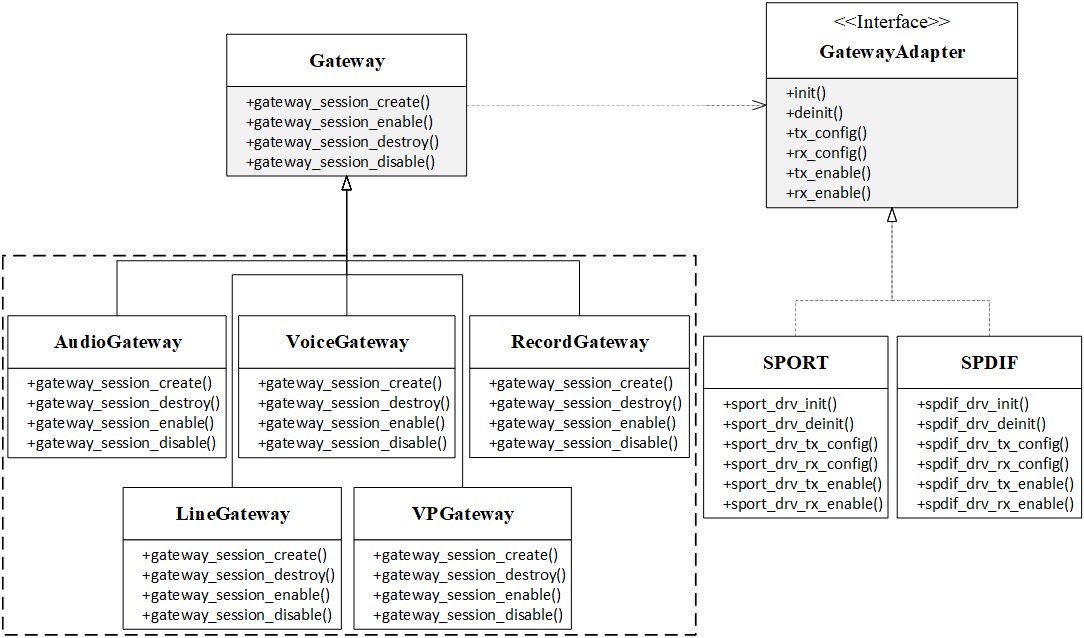 Gateway
+gateway_session_create()
+gateway_session_enable()
+gateway_session_destroy()
+gateway_session_disable()
<<Interface>>
GatewayAdapter
+init()
+deinit()
+tx_config()
+rx_config()
+tx_enable()
+rx_enable()
AudioGateway
+gateway_session_create()
+gateway_session_destroy()
+gateway_session_enable()
+gateway_session_disable()
VoiceGateway
+gateway_session_create()
+gateway_session_destroy()
+gateway_session_enable()
+gateway_session_disable()
RecordGateway
+gateway_session_create()
+gateway_session_destroy()
+gateway_session_enable()
+gateway_session_disable()
SPORT
+sport_drv_init()
+sport_drv_deinit()
+sport_drv_tx_config()
+sport_drv_rx_config()
+sport_drv_tx_enable()
+sport_drv_rx_enable()
SPDIF
+spdif_drv_init()
+spdif_drv_deinit()
+spdif_drv_tx_config()
+spdif_drv_rx_config()
+spdif_drv_tx_enable()
+spdif_drv_rx_enable()
LineGateway
+gateway_session_create()
+gateway_session_destroy()
+gateway_session_enable()
+gateway_session_disable()
VPGateway
+gateway_session_create()
+gateway_session_destroy()
+gateway_session_enable()
+gateway_session_disable()